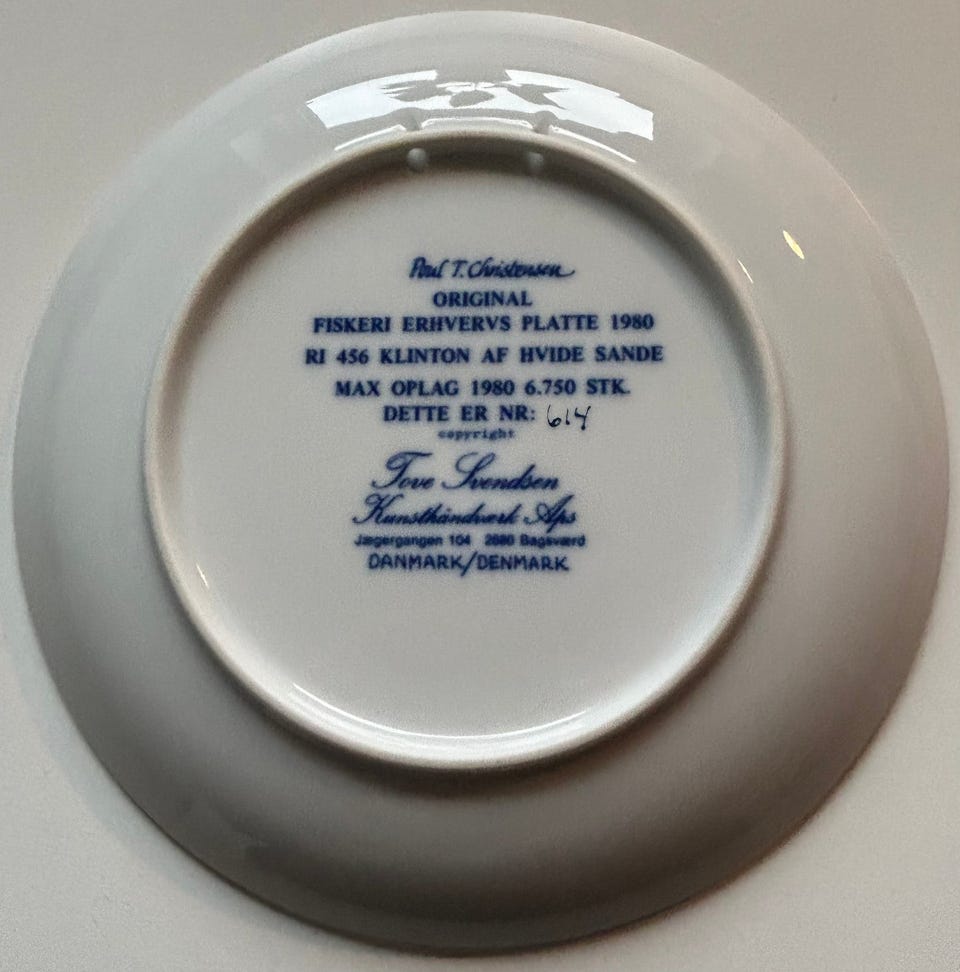 Poul T. Christensen
ORIGINAL
FISKERI ERHVERVS PLATTE 1980
RI 456 KLINTON AF HVIDE SANDE
MAX OPLAG 1980 6.750 STK.
DETTE ER NR: 614
copyright
Tove Svendsen
Kunsthåndværk Aps
Jægergangen 104 2880 Bagsværd
DANMARK/DENMARK